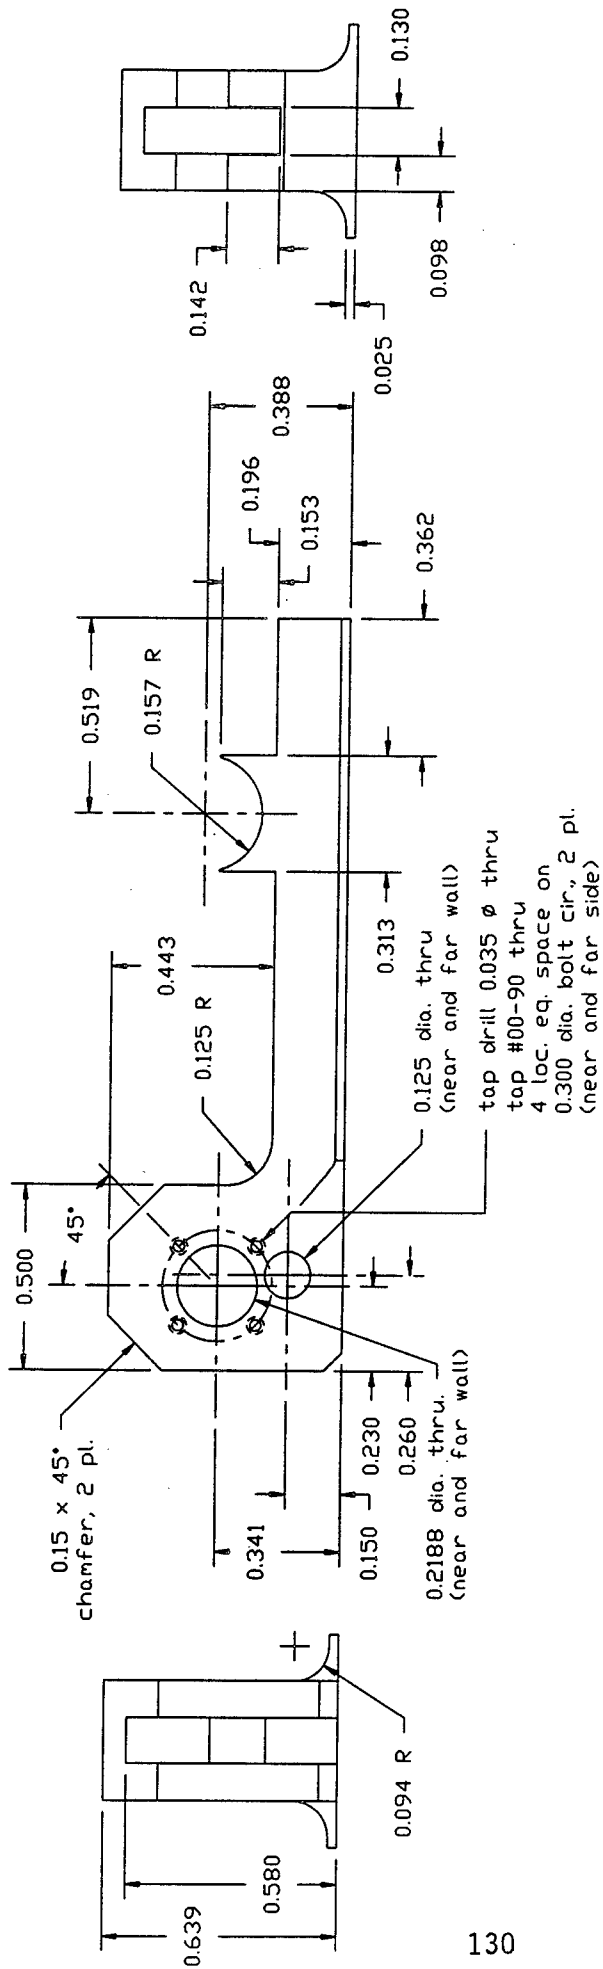 0.130
0.098
0.142
0.025
0.388
0.196
0.153
0.362
0.519
0.157 R
0.443
0.125 R
0.313
0.125 dia. thru
(near and far wall)
tap drill 0.035 ø thru
tap #00-90 thru
4 loc. eq. space on
0.300 dia. bolt cir., 2 pl.
(near and far side)
0.500
45°
0.15 x 45°
chamfer, 2 pl.
0.341
0.150
0.230
0.260
0.2188 dia. thru.
(near and far wall)
0.094 R
0.580
0.639
130